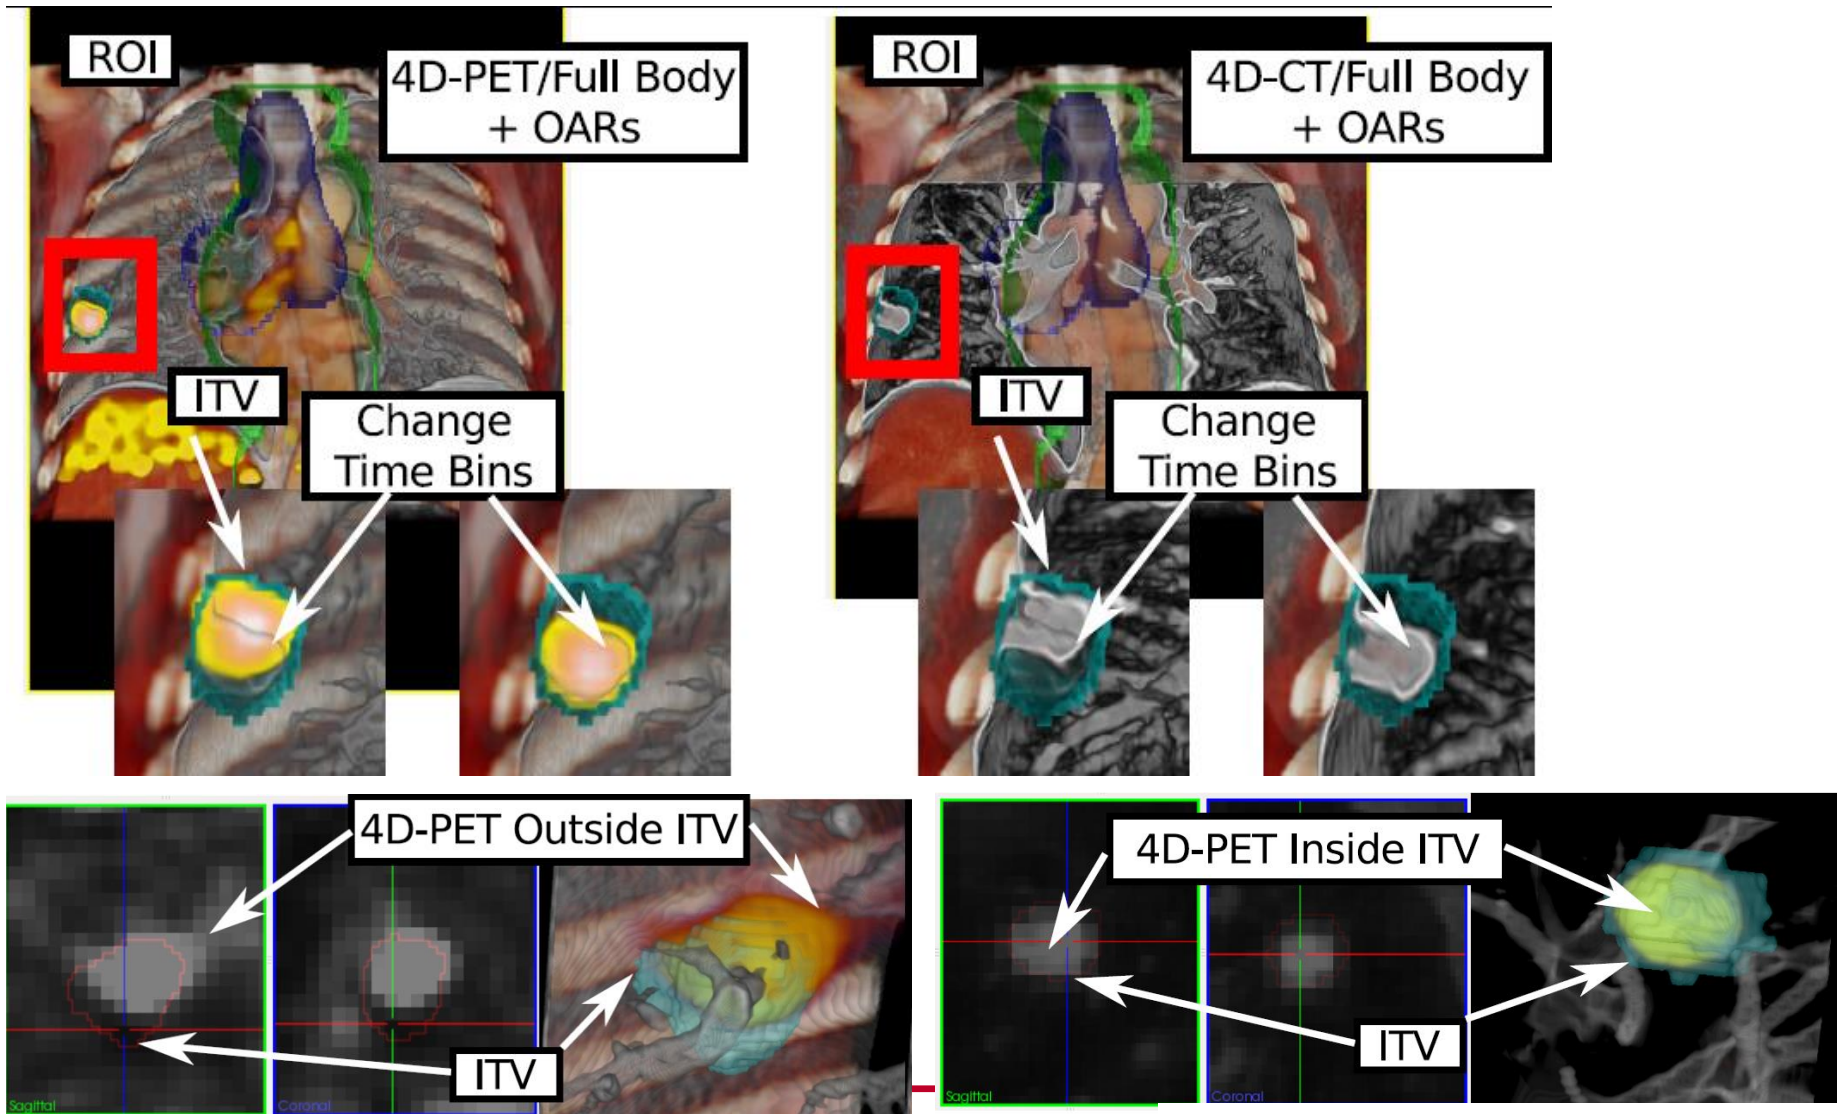 ROI
4D-PET/Full Body
+ OARs
ITV
Change
Time Bins
ROI
4D-CT/Full Body
+ OARs
ITV
Change
Time Bins
4D-PET Outside ITV
ITV
Sagittal
Coronal
4D-PET Inside ITV
ITV
Sagittal
Coronal